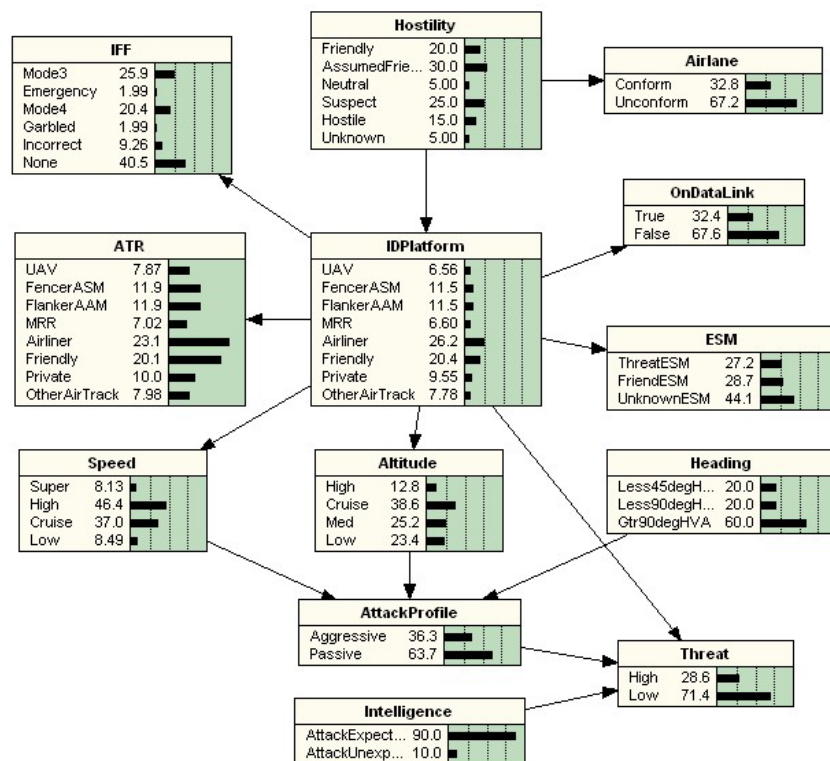 Hostility
Friendly 20.0
AssumedFrie... 30.0
Neutral 5.00
Suspect 25.0
Hostile 15.0
Unknown 5.00
IFF
Mode3 25.9
Emergency 1.99
Mode4 20.4
Garbled 1.99
Incorrect 9.26
None 40.5
Airlane
Conform 32.8
Unconform 67.2
OnDataLink
True 32.4
False 67.6
ATR
UAV 7.87
FencerASM 11.9
FlankerAAM 11.9
MRR 7.02
Airliner 23.1
Friendly 20.1
Private 10.0
OtherAirTrack 7.98
IDPlatform
UAV 6.56
FencerASM 11.5
FlankerAAM 11.5
MRR 6.60
Airliner 26.2
Friendly 20.4
Private 9.55
OtherAirTrack 7.78
ESM
ThreatESM 27.2
FriendESM 28.7
UnknownESM 44.1
Speed
Super 8.13
High 46.4
Cruise 37.0
Low 8.49
Altitude
High 12.8
Cruise 38.6
Med 25.2
Low 23.4
Heading
Less45degH... 20.0
Less90degH... 20.0
Gtr90degHVA 60.0
AttackProfile
Aggressive 36.3
Passive 63.7
Threat
High 28.6
Low 71.4
Intelligence
AttackExpect... 90.0
AttackUnexp... 10.0